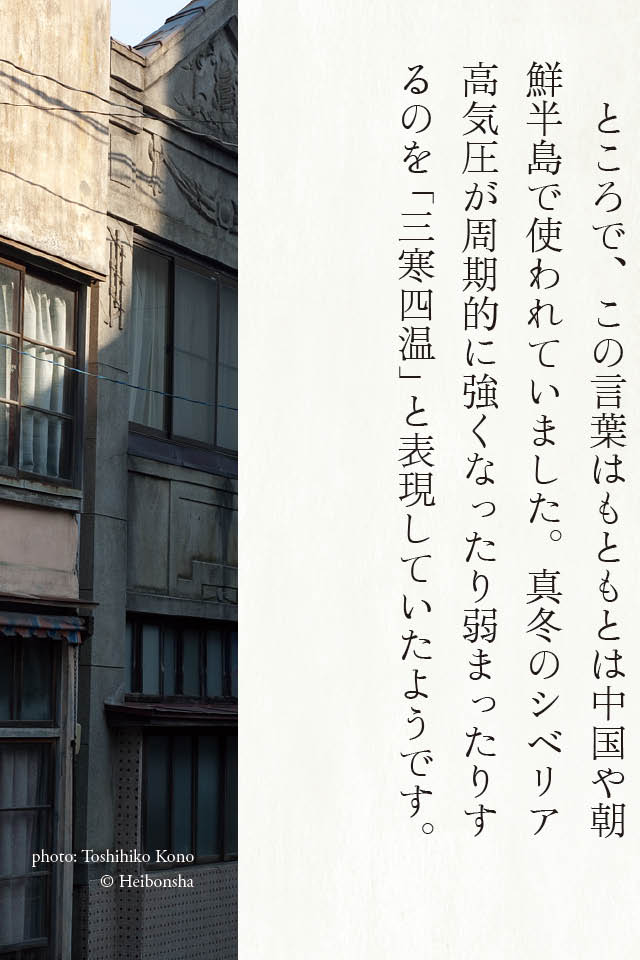 ところで、この言葉はもともとは中国や朝
鮮半島で使われていました。真冬のシベリア
高気圧が周期的に強くなったり弱まったりす
るのを「三寒四温」と表現していたようです。
photo: Toshihiko Kono
© Heibonsha